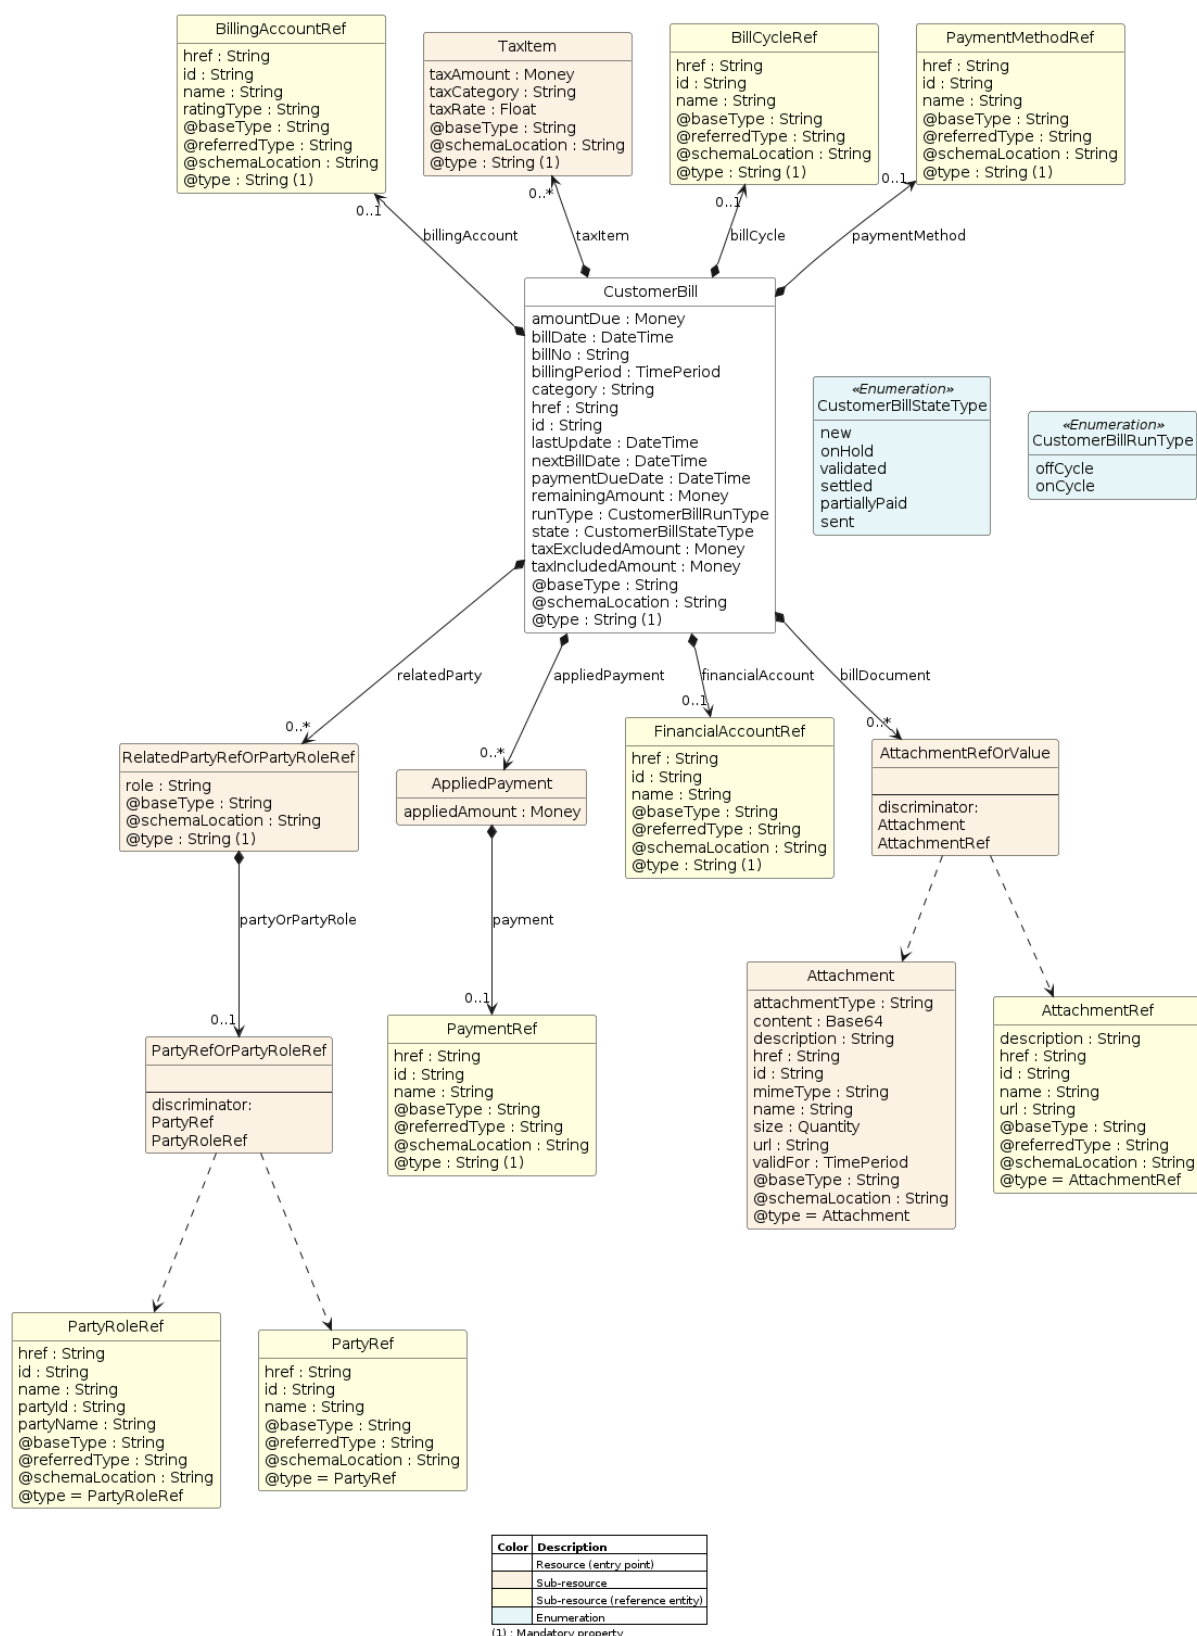 BillingAccountRef
href : String
id : String
name : String
ratingType : String
@baseType : String
@referredType : String
@schemaLocation : String
@type : String (1)
TaxItem
taxAmount : Money
taxCategory : String
taxRate : Float
@baseType : String
@schemaLocation : String
@type : String (1)
BillCycleRef
href : String
id : String
name : String
@baseType : String
@referredType : String
@schemaLocation : String
@type : String (1)
PaymentMethodRef
href : String
id : String
name : String
@baseType : String
@referredType : String
@schemaLocation : String
@type : String (1)
0..1
0..*
0..1
0..1
billingAccount
taxItem
billCycle
paymentMethod
CustomerBill
amountDue : Money
billDate : DateTime
billNo : String
billingPeriod : TimePeriod
category : String
href : String
id : String
lastUpdate : DateTime
nextBillDate : DateTime
paymentDueDate : DateTime
remainingAmount : Money
runType : CustomerBillRunType
state : CustomerBillStateType
taxExcludedAmount : Money
taxIncludedAmount : Money
@baseType : String
@schemaLocation : String
@type : String (1)
«Enumeration»
CustomerBillStateType
new
onHold
validated
settled
partiallyPaid
sent
«Enumeration»
CustomerBillRunType
offCycle
onCycle
relatedParty
appliedPayment
financialAccount
billDocument
0..*
0..*
0..1
0..*
RelatedPartyRefOrPartyRoleRef
role : String
@baseType : String
@schemaLocation : String
@type : String (1)
AppliedPayment
appliedAmount : Money
FinancialAccountRef
href : String
id : String
name : String
@baseType : String
@referredType : String
@schemaLocation : String
@type : String (1)
AttachmentRefOrValue
discriminator:
Attachment
AttachmentRef
partyOrPartyRole
payment
0..1
0..1
PartyRefOrPartyRoleRef
discriminator:
PartyRef
PartyRoleRef
PaymentRef
href : String
id : String
name : String
@baseType : String
@referredType : String
@schemaLocation : String
@type : String (1)
Attachment
attachmentType : String
content : Base64
description : String
href : String
id : String
mimeType : String
name : String
size : Quantity
url : String
validFor : TimePeriod
@baseType : String
@schemaLocation : String
@type = Attachment
AttachmentRef
description : String
href : String
id : String
name : String
url : String
@baseType : String
@referredType : String
@schemaLocation : String
@type = AttachmentRef
PartyRoleRef
href : String
id : String
name : String
partyId : String
partyName : String
@baseType : String
@referredType : String
@schemaLocation : String
@type = PartyRoleRef
PartyRef
href : String
id : String
name : String
@baseType : String
@referredType : String
@schemaLocation : String
@type = PartyRef
Color Description
Resource (entry point)
Sub-resource
Sub-resource (reference entity)
Enumeration
(1) : Mandatory property